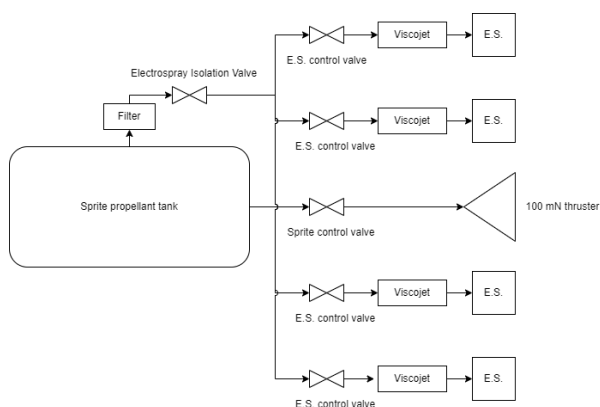 Viscojet
E.S.
E.S. control valve
Electrospray Isolation Valve
Filter
Viscojet
E.S.
E.S. control valve
Sprite propellant tank
100 mN thruster
Sprite control valve
Viscojet
E.S.
E.S. control valve
Viscojet
E.S.
E.S. control valve